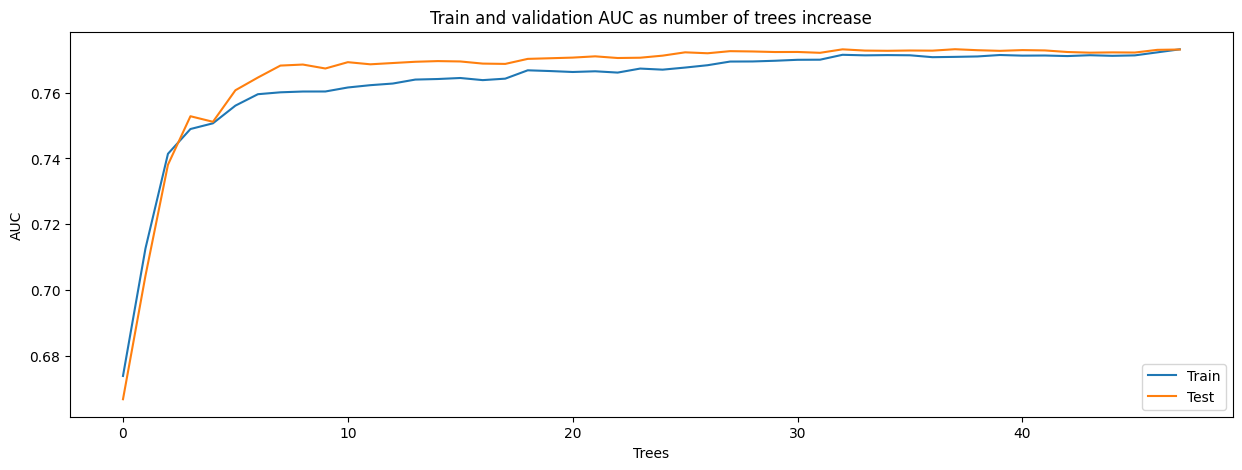 Train and validation AUC as number of trees increase
AUC
0.76
0.74
0.72
0.70
0.68
0 10 20 30 40
Trees
Train
Test